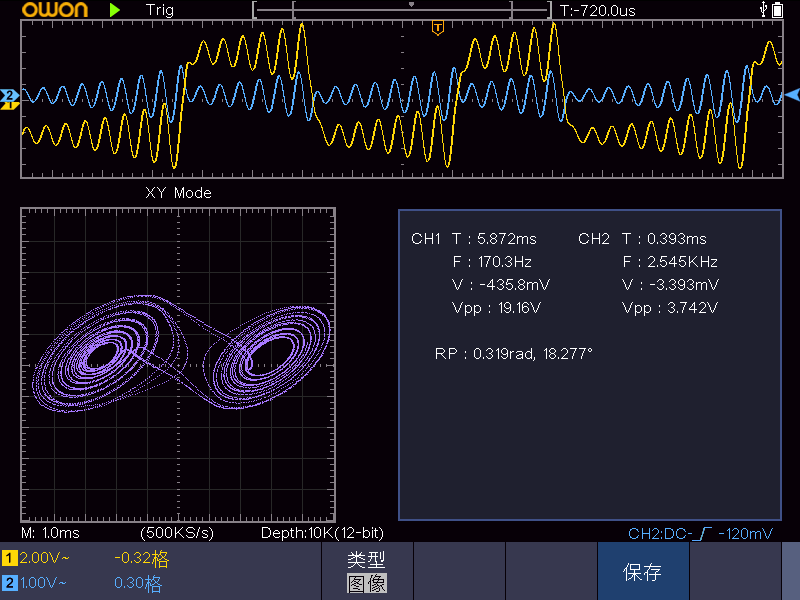 owon Trig T:-720.0us
T
2
1
XY Mode
CH1 T : 5.872ms CH2 T : 0.393ms
F : 170.3Hz F : 2.545KHz
V : -435.8mV V : -3.393mV
Vpp : 19.16V Vpp : 3.742V
RP : 0.319rad, 18.277°
M: 1.0ms (500KS/s) Depth:10K(12-bit) CH2:DC- -120mV
1 2.00V~ -0.32格 类型
2 1.00V~ 0.30格 图像
保存